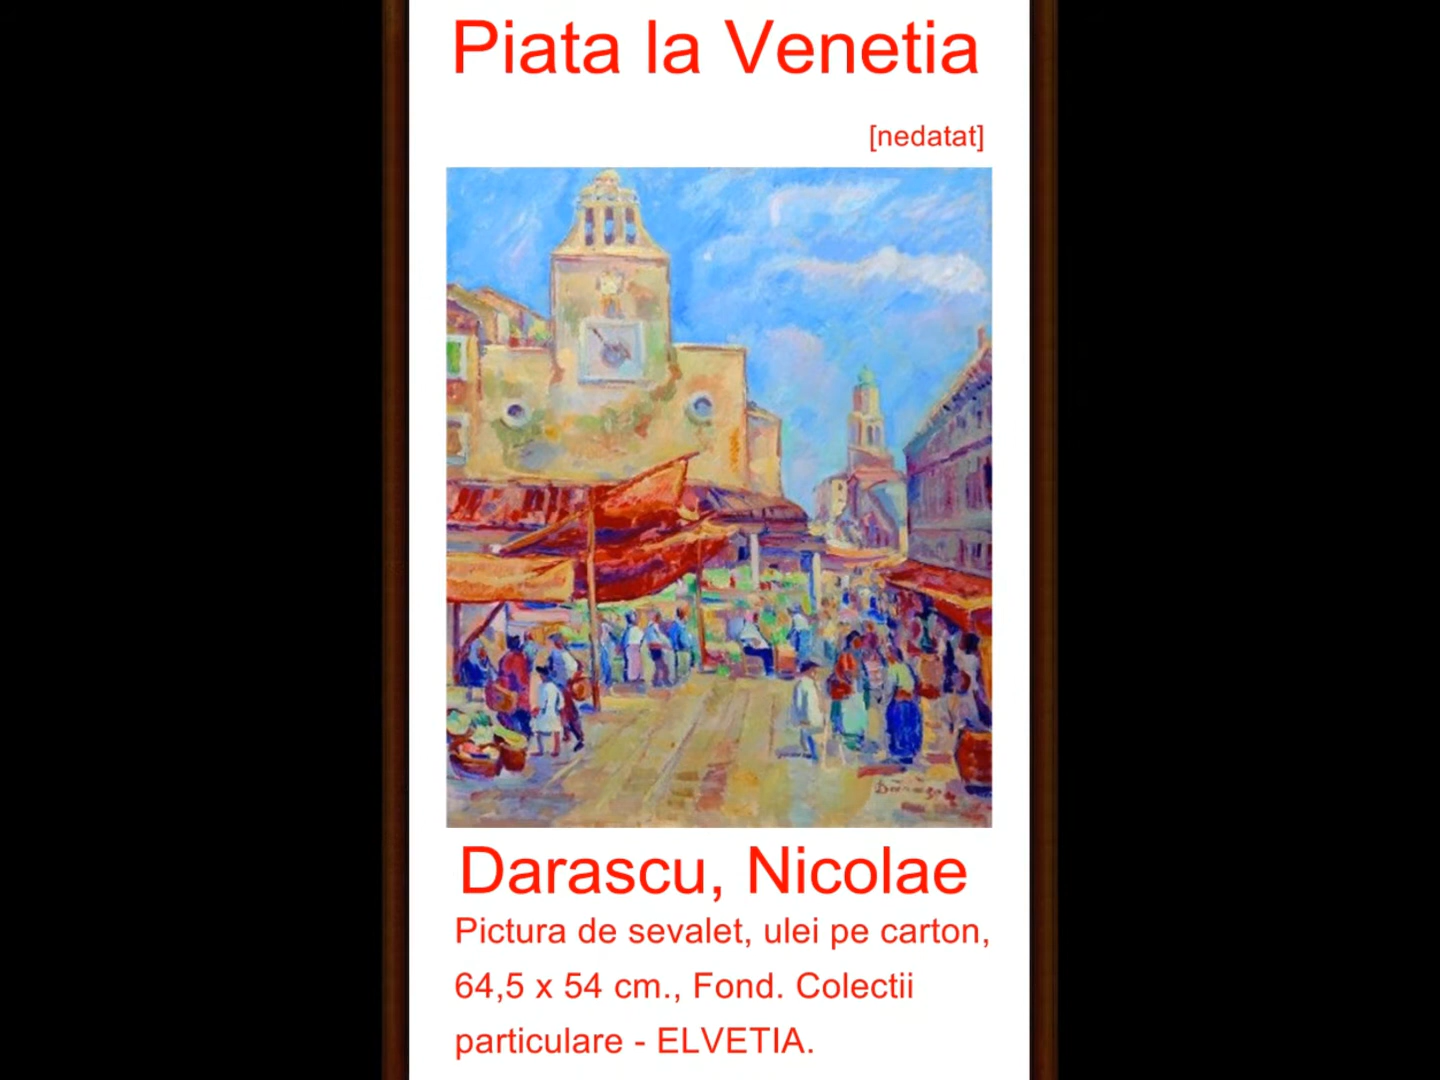 Piata la Venetia
[nedatat]
Darascu, Nicolae
Pictura de sevalet, ulei pe carton,
64,5 x 54 cm., Fond. Colectii
particulare - ELVETIA.